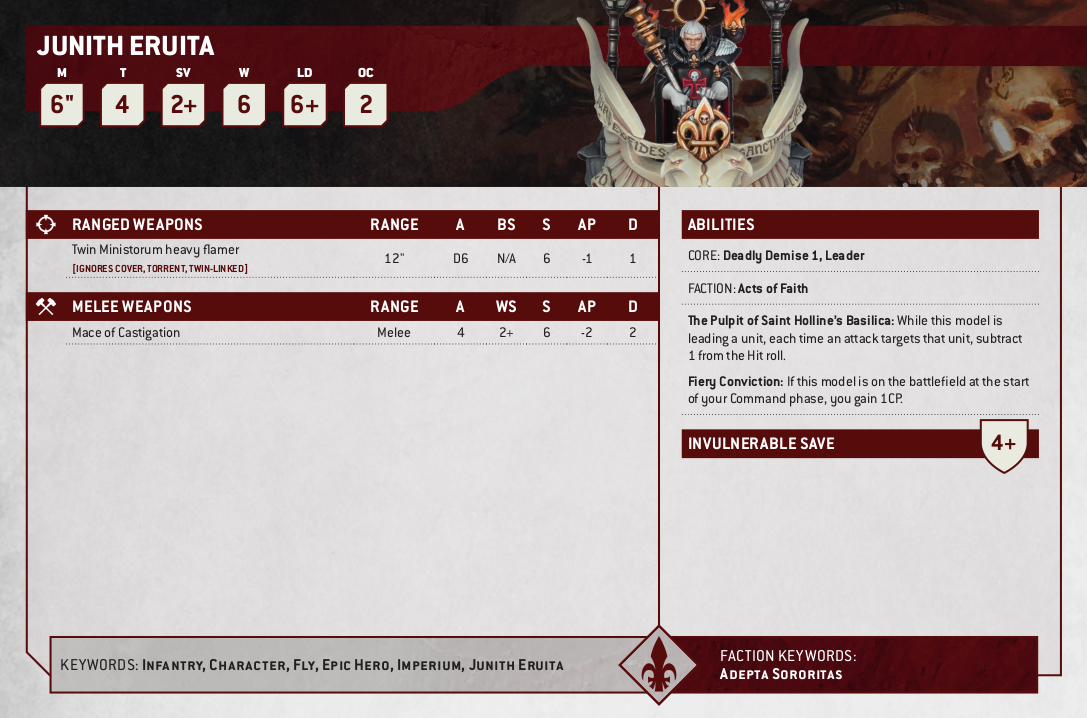 JUNITH ERUITA
M T SV W LD OC
6" 4 2+ 6 6+ 2
RANGED WEAPONS RANGE A BS S AP D
Twin Ministorum heavy flamer
[IGNORES COVER, TORRENT, TWIN-LINKED]
12" D6 N/A 6 -1 1
MELEE WEAPONS RANGE A WS S AP D
Mace of Castigation Melee 4 2+ 6 -2 2
ABILITIES
CORE: Deadly Demise 1, Leader
FACTION: Acts of Faith
The Pulpit of Saint Holline's Basilica: While this model is
leading a unit, each time an attack targets that unit, subtract
1 from the Hit roll.
Fiery Conviction: If this model is on the battlefield at the start
of your Command phase, you gain 1CP.
INVULNERABLE SAVE 4+
KEYWORDS: INFANTRY, CHARACTER, FLY, EPIC HERO, IMPERIUM, JUNITH ERUITA
FACTION KEYWORDS:
ADEPTA SORORITAS